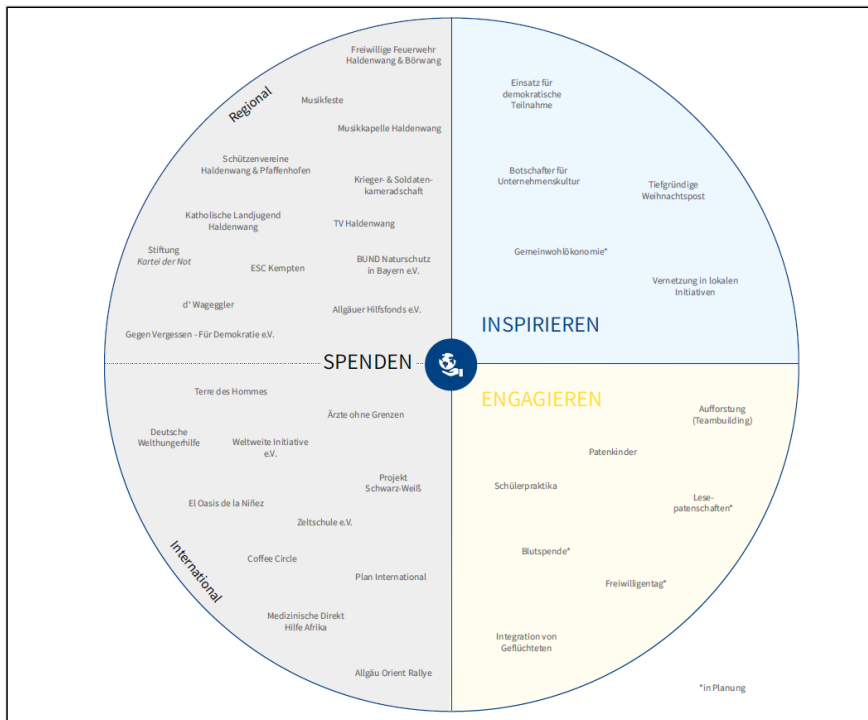 Regional
Freiwillige Feuerwehr
Haldenwang & Börwang
Musikfeste
Musikkapelle Haldenwang
Schützenvereine
Haldenwang & Pfaffenhofen
Krieger- & Soldaten-
kameradschaft
Katholische Landjugend
Haldenwang
TV Haldenwang
Stiftung
Kartei der Not
ESC Kempten
BUND Naturschutz
in Bayern e.V.
d' Wageggler
Allgäuer Hilfsfonds e.V.
Gegen Vergessen - Für Demokratie e.V.
SPENDEN
Terre des Hommes
Ärzte ohne Grenzen
Deutsche
Welthungerhilfe
Weltweite Initiative
e.V.
Projekt
Schwarz-Weiß
El Oasis de la Niñez
Zeltschule e.V.
Coffee Circle
Plan International
Medizinische Direkt
Hilfe Afrika
Allgäu Orient Rallye
International
Einsatz für
demokratische
Teilnahme
Botschafter für
Unternehmenskultur
Tiefgründige
Weihnachtspost
Gemeinwohlökonomie*
Vernetzung in lokalen
Initiativen
INSPIRIEREN
ENGAGIEREN
Aufforstung
(Teambuilding)
Patenkinder
Schülerpraktika
Lese-
patenschaften*
Blutspende*
Freiwilligentag*
Integration von
Geflüchteten
*in Planung